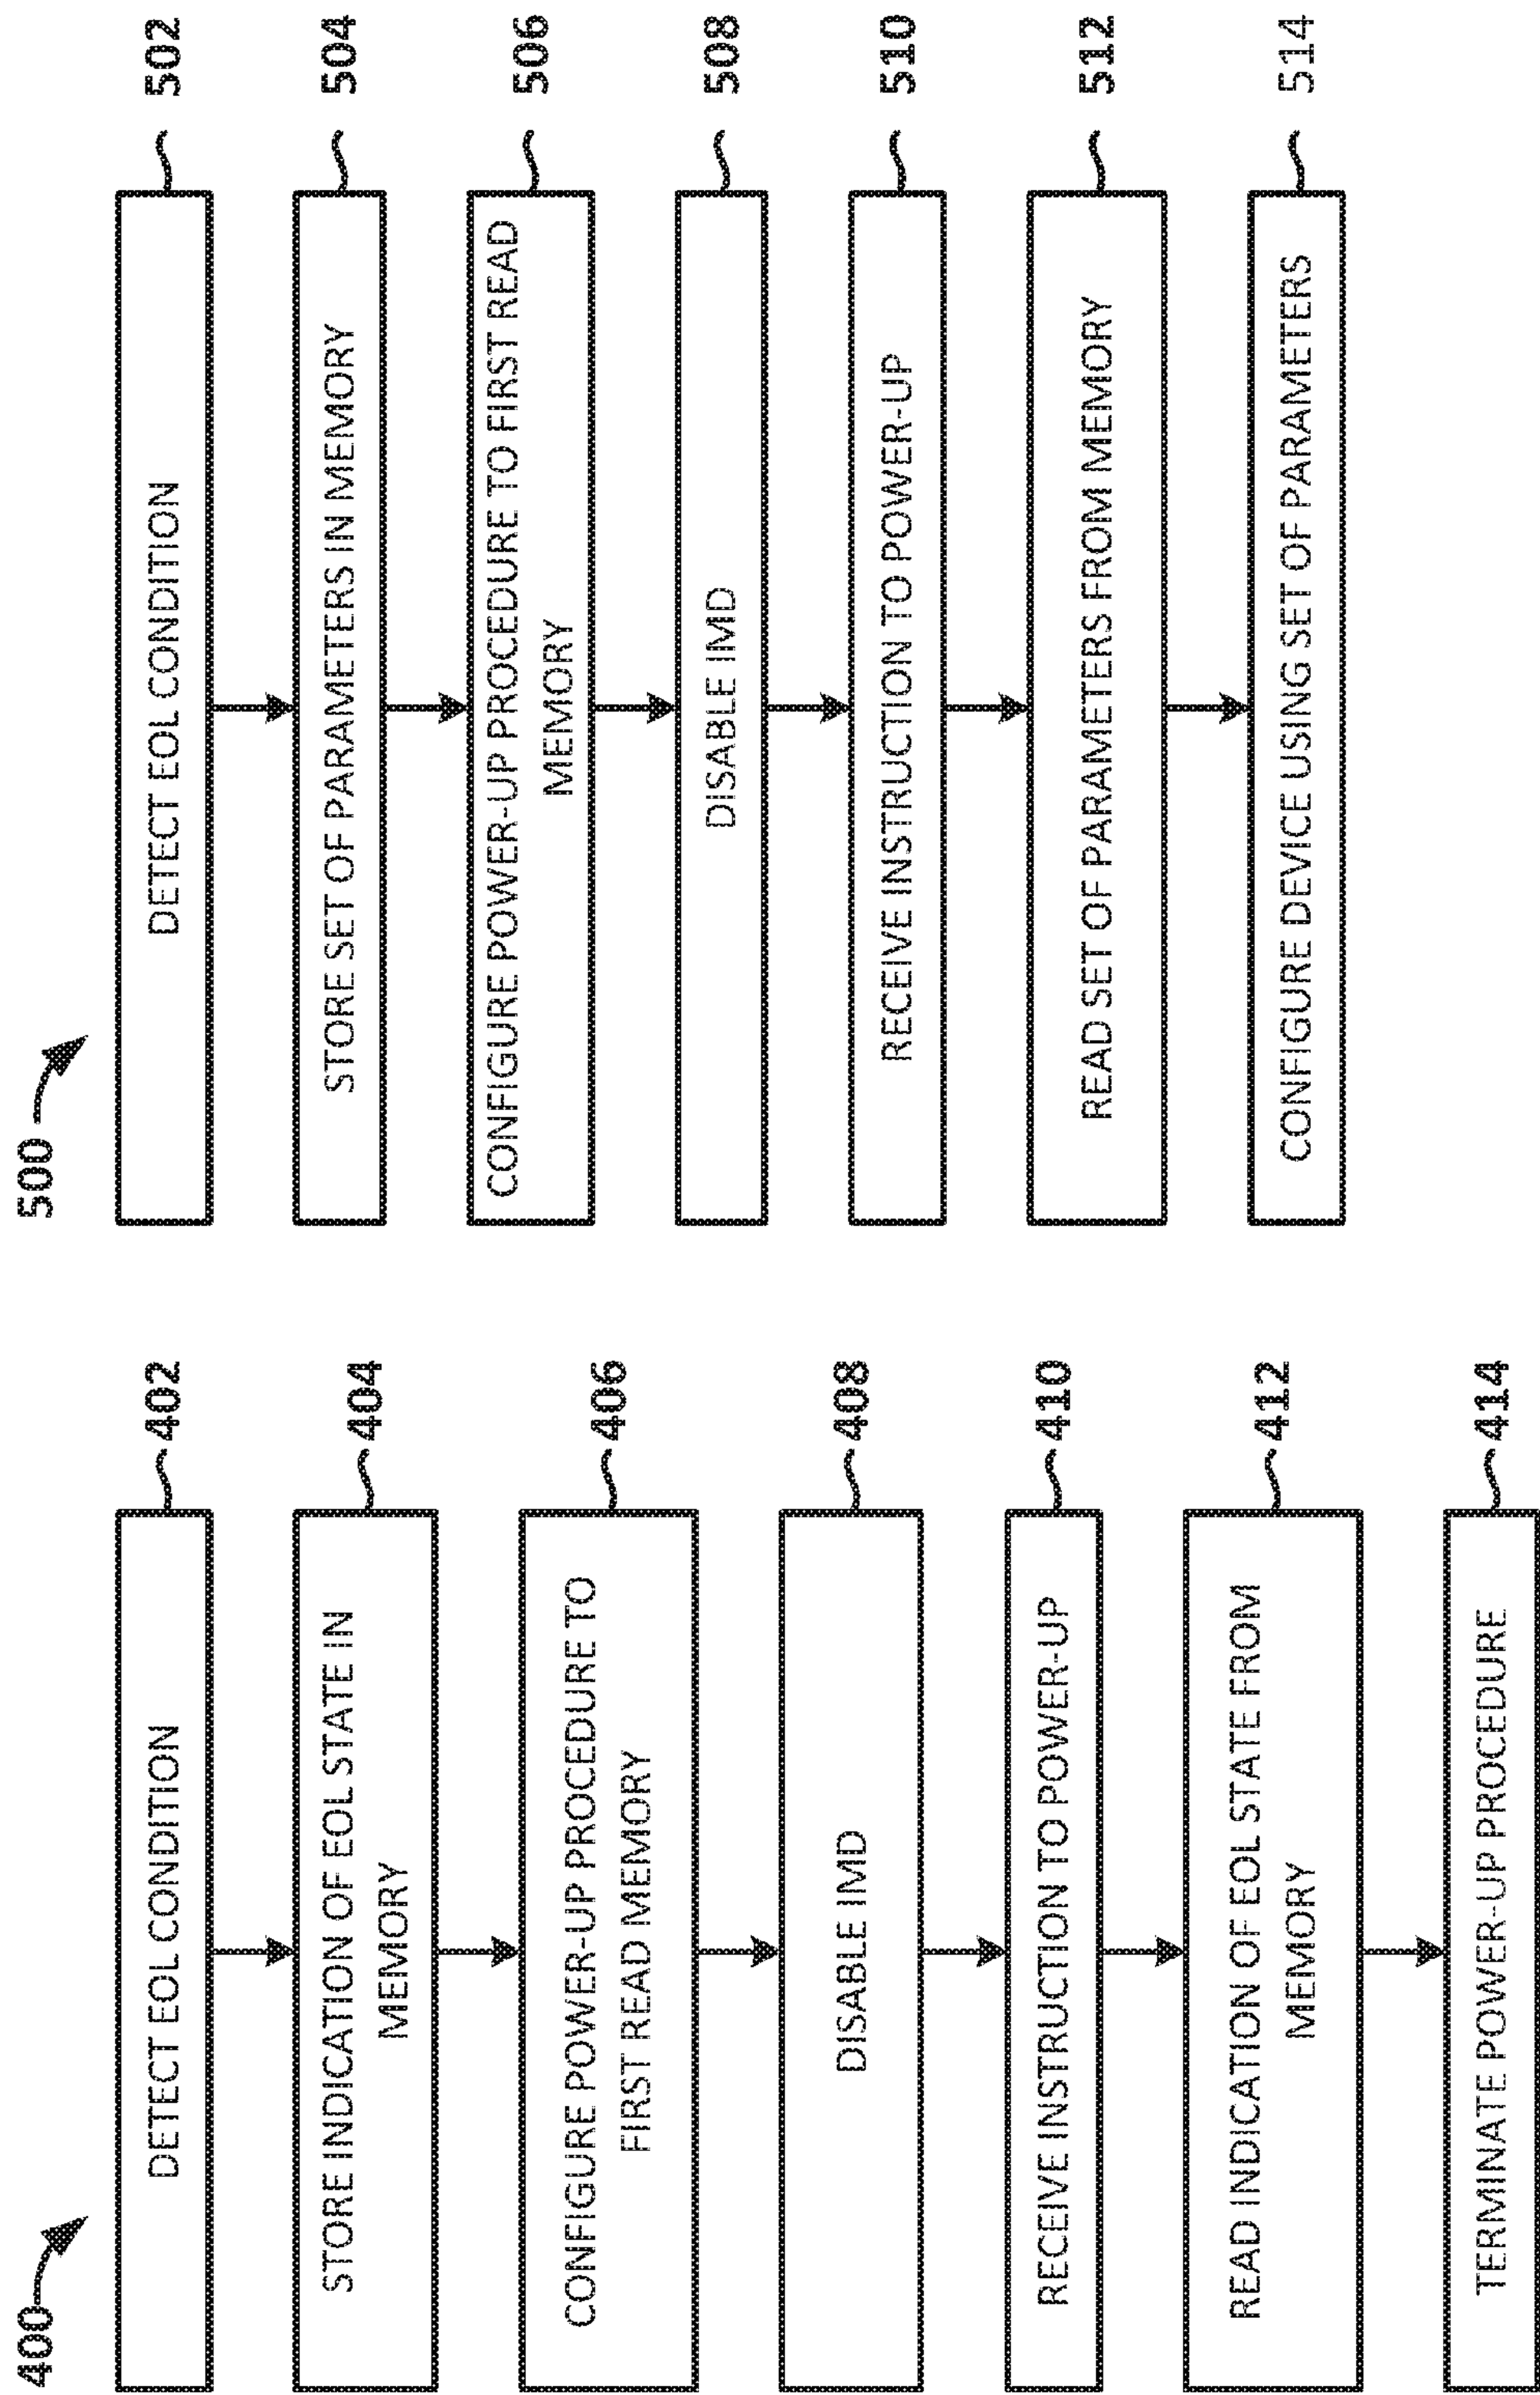 400
DETECT EOL CONDITION
402
STORE INDICATION OF EOL STATE IN
MEMORY
404
CONFIGURE POWER-UP PROCEDURE TO
FIRST READ MEMORY
406
DISABLE IMD
408
RECEIVE INSTRUCTION TO POWER-UP
410
READ INDICATION OF EOL STATE FROM
MEMORY
412
TERMINATE POWER-UP PROCEDURE
414
500
DETECT EOL CONDITION
502
STORE SET OF PARAMETERS IN MEMORY
504
CONFIGURE POWER-UP PROCEDURE TO FIRST READ
MEMORY
506
DISABLE IMD
508
RECEIVE INSTRUCTION TO POWER-UP
510
READ SET OF PARAMETERS FROM MEMORY
512
CONFIGURE DEVICE USING SET OF PARAMETERS
514